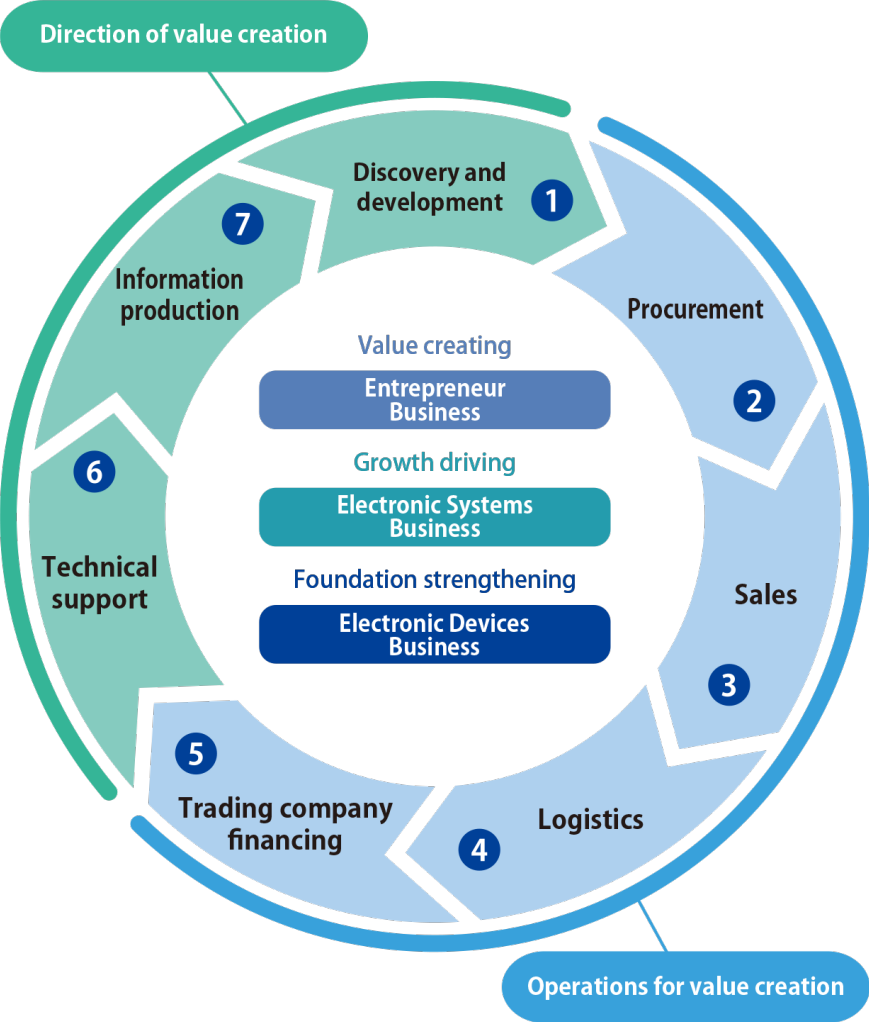 Direction of value creation
Discovery and
development
1
Procurement
2
Sales
3
Logistics
4
5
Trading company
financing
6
Technical
support
7
Information
production
Value creating
Entrepreneur
Business
Growth driving
Electronic Systems
Business
Foundation strengthening
Electronic Devices
Business
Operations for value creation